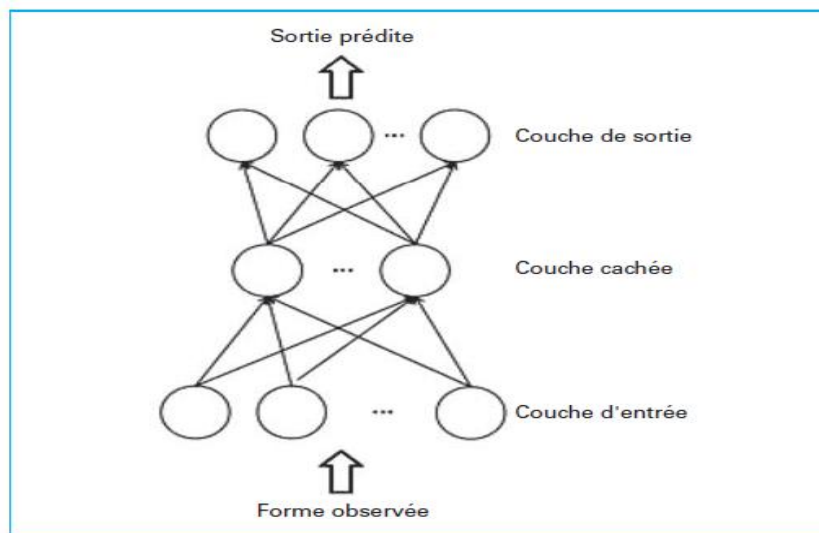 Sortie prédite
... Couche de sortie
... Couche cachée
... Couche d'entrée
Forme observée